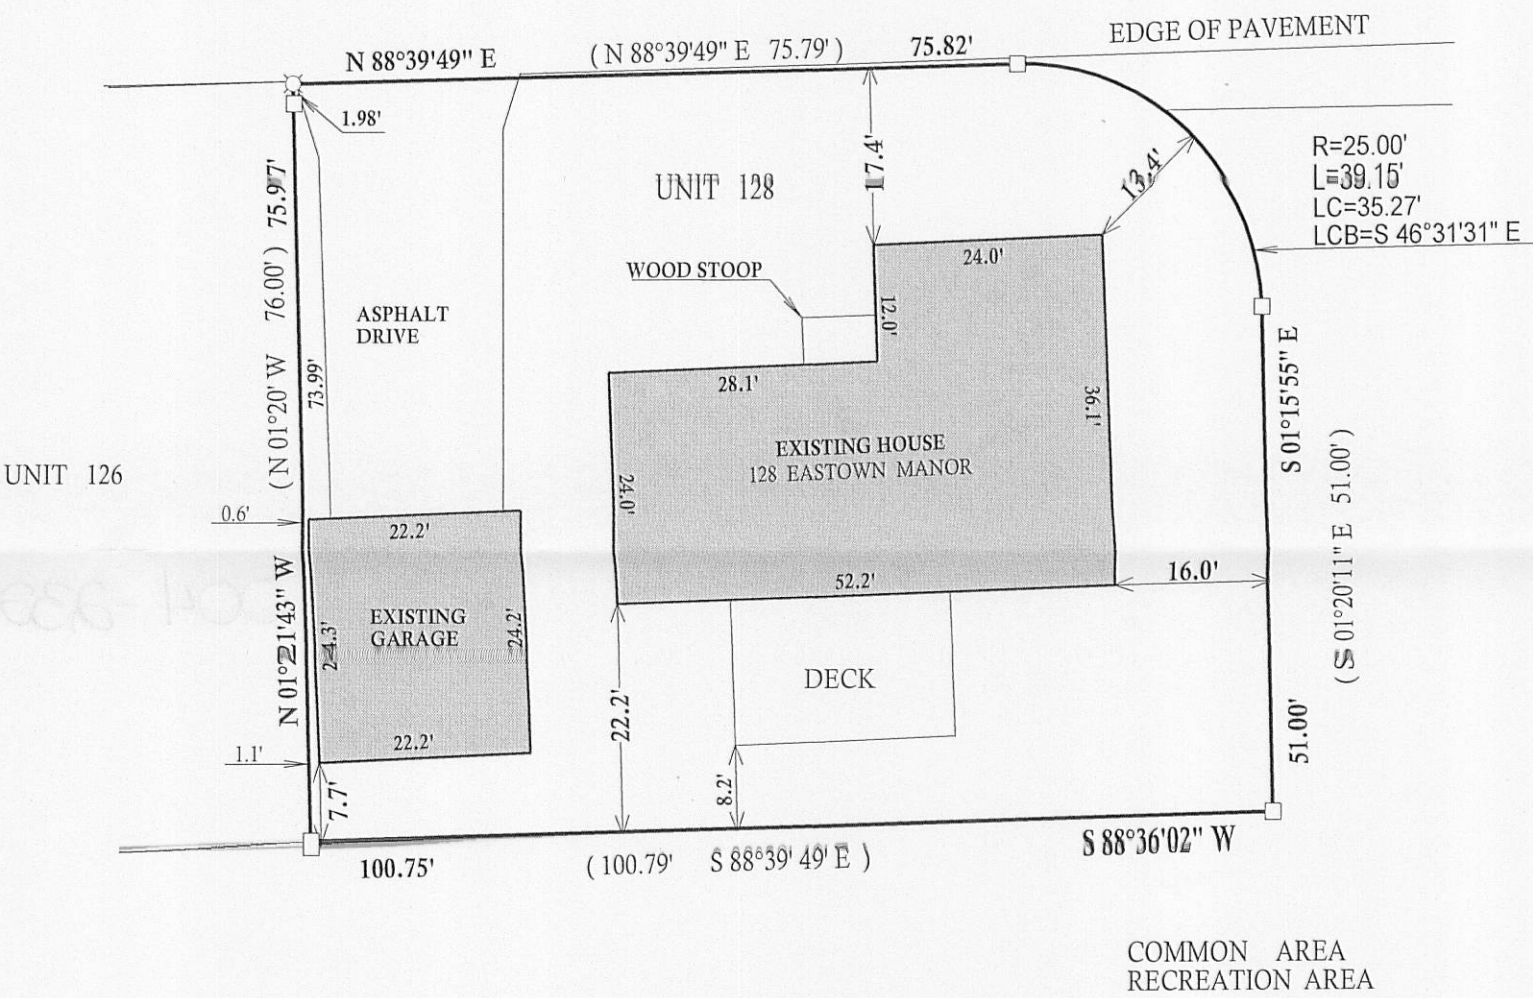 EDGE OF PAVEMENT
N 88°39'49" E
( N 88°39'49" E 75.79' )
75.82'
1.98'
R=25.00'
L=39.15'
LC=35.27'
LCB=S 46°31'31" E
13.4'
17.4'
UNIT 128
75.97'
( N 01°20' W 76.00' )
WOOD STOOP
24.0'
12.0'
ASPHALT
DRIVE
73.99'
28.1'
36.1'
S 01°15'55" E
EXISTING HOUSE
128 EASTOWN MANOR
UNIT 126
24.0'
0.6'
22.2'
52.2'
16.0'
( S 01°20'11" E 51.00' )
N 01°21'43" W
EXISTING
GARAGE
24.3'
24.2'
DECK
22.2'
51.00'
22.2'
1.1'
7.7'
8.2'
100.75'
( 100.79' S 88°39' 49' E )
S 88°36'02" W
COMMON AREA
RECREATION AREA